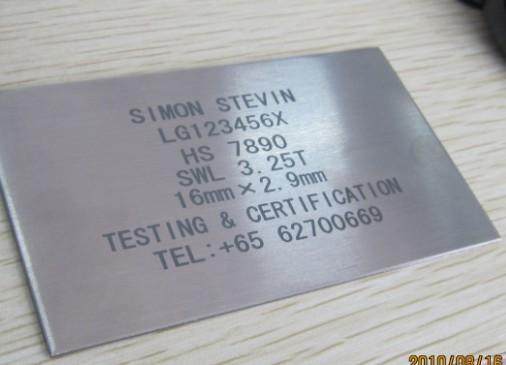 SIMON STEVIN
LG123456X
HS 7890
SWL 3.25T
16mm×2.9mm
TESTING & CERTIFICATION
TEL:+65 62700669
2010/08/16